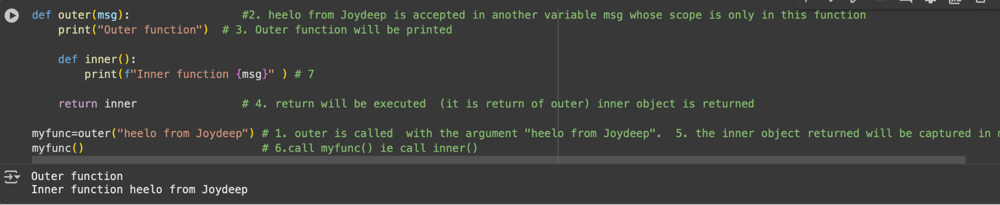 def outer(msg):                 #2. heelo from Joydeep is accepted in another variable msg whose scope is only in this function
    print("Outer function")  # 3. Outer function will be printed
    def inner():
        print(f"Inner function {msg}" ) # 7
    return inner                # 4. return will be executed  (it is return of outer) inner object is returned
myfunc=outer("heelo from Joydeep") # 1. outer is called  with the argument "heelo from Joydeep".  5. the inner object returned will be captured in
myfunc()                           # 6.call myfunc() ie call inner()
Outer function
Inner function heelo from Joydeep